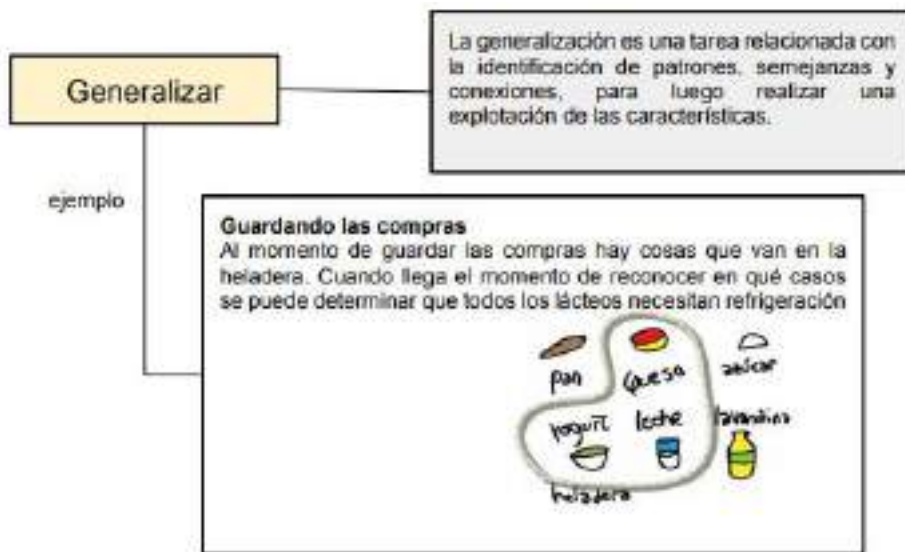 Generalizar
La generalización es una tarea relacionada con
la identificación de patrones, semejanzas y
conexiones, para luego realizar una
explotación de las características.
ejemplo
Guardando las compras
Al momento de guardar las compras hay cosas que van en la
heladera. Cuando llega el momento de reconocer en qué casos
se puede determinar que todos los lácteos necesitan refrigeración
pan queso azúcar
yogurt leche lavandina
heladera